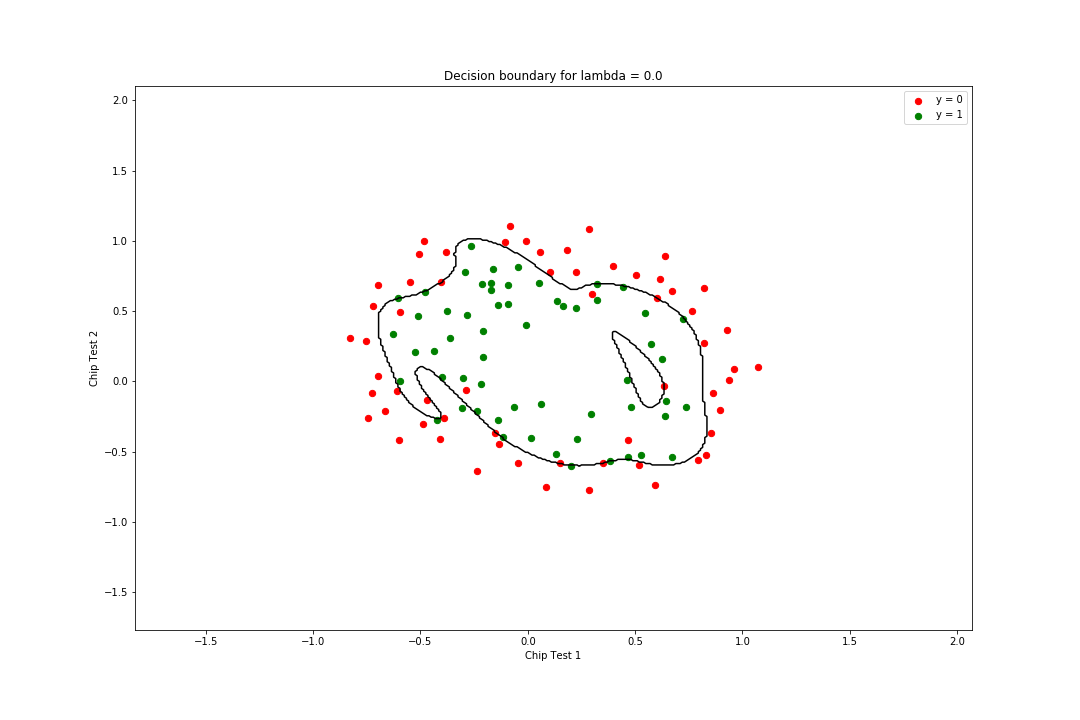 Decision boundary for lambda = 0.0
y = 0
y = 1
2.0
1.5
1.0
0.5
0.0
−0.5
−1.0
−1.5
Chip Test 2
−1.5 −1.0 −0.5 0.0 0.5 1.0 1.5 2.0
Chip Test 1